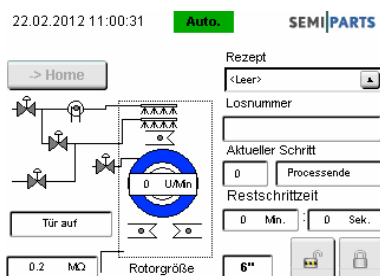 22.02.2012 11:00:31 Auto. SEMI PARTS
-> Home
Rezept
<Leer>
Losnummer
Aktueller Schritt
0 Processende
Restschrittzeit
0 Min. : 0 Sek.
0 U/Min
Tür auf
0.2 MΩ
Rotorgröße
6"